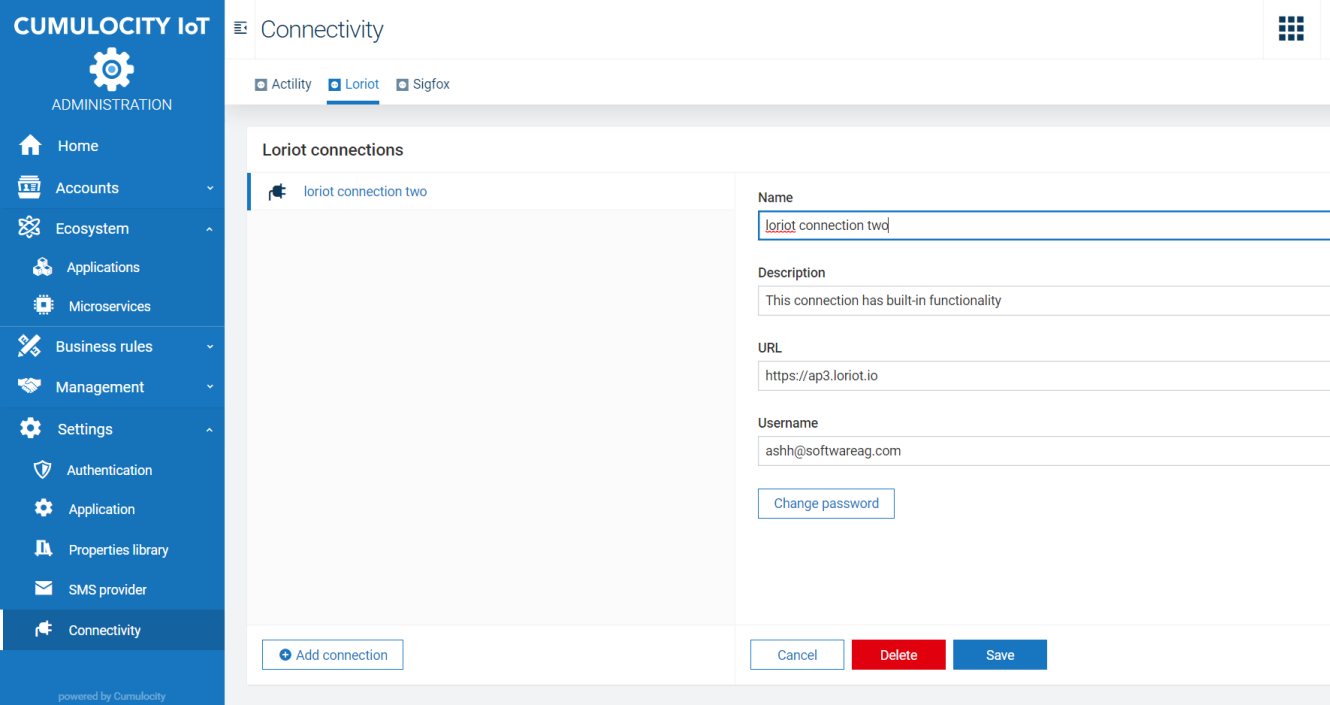 CUMULOCITY IoT
ADMINISTRATION
Home
Accounts
Ecosystem
Applications
Microservices
Business rules
Management
Settings
Authentication
Application
Properties library
SMS provider
Connectivity
powered by Cumulocity
Connectivity
Actility
Loriot
Sigfox
Loriot connections
loriot connection two
Add connection
Name
loriot connection two
Description
This connection has built-in functionality
URL
https://ap3.loriot.io
Username
ashh@softwareag.com
Change password
Cancel
Delete
Save